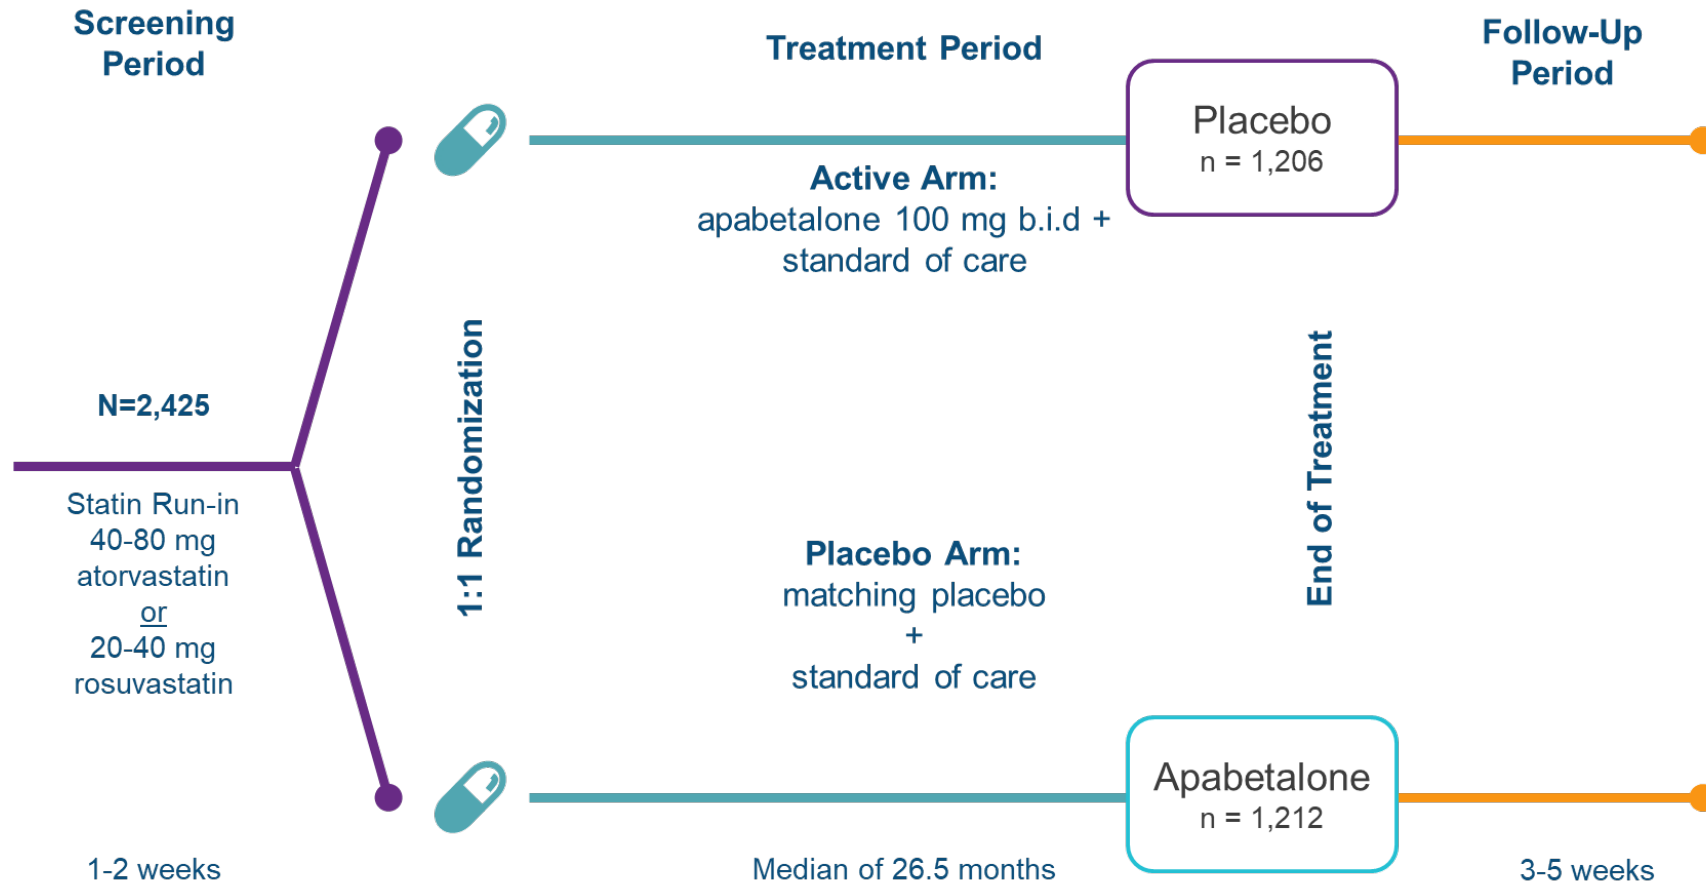 Screening
Period
Treatment Period
Follow-Up
Period
Placebo
n = 1,206
Active Arm:
apabetalone 100 mg b.i.d +
standard of care
N=2,425
Statin Run-in
40-80 mg
atorvastatin
or
20-40 mg
rosuvastatin
1:1 Randomization
End of Treatment
Placebo Arm:
matching placebo
+
standard of care
Apabetalone
n = 1,212
1-2 weeks
Median of 26.5 months
3-5 weeks